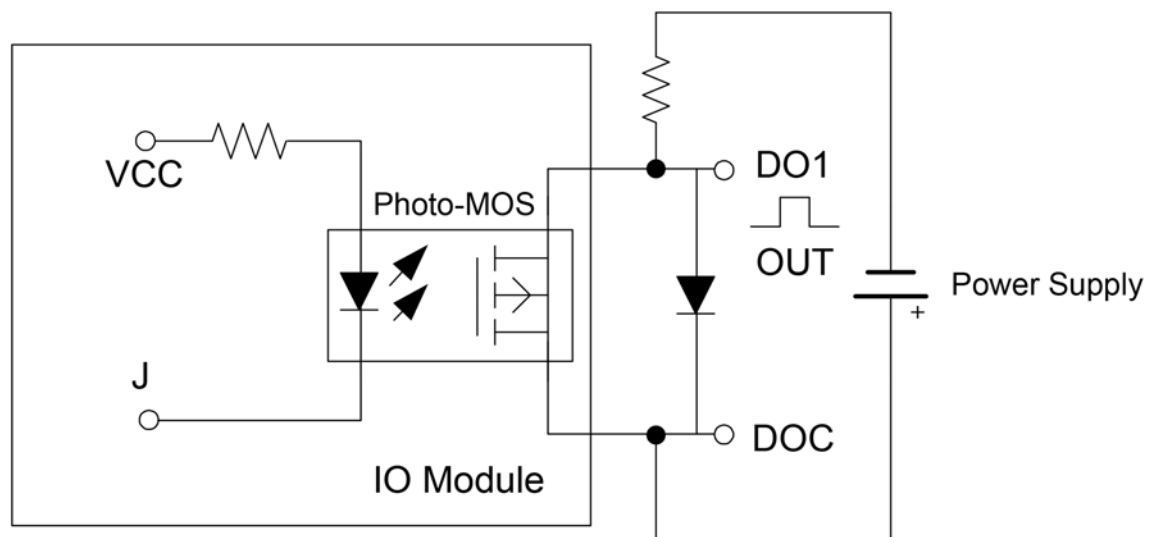 VCC
Photo-MOS
DO1
OUT
Power Supply
+
J
DOC
IO Module